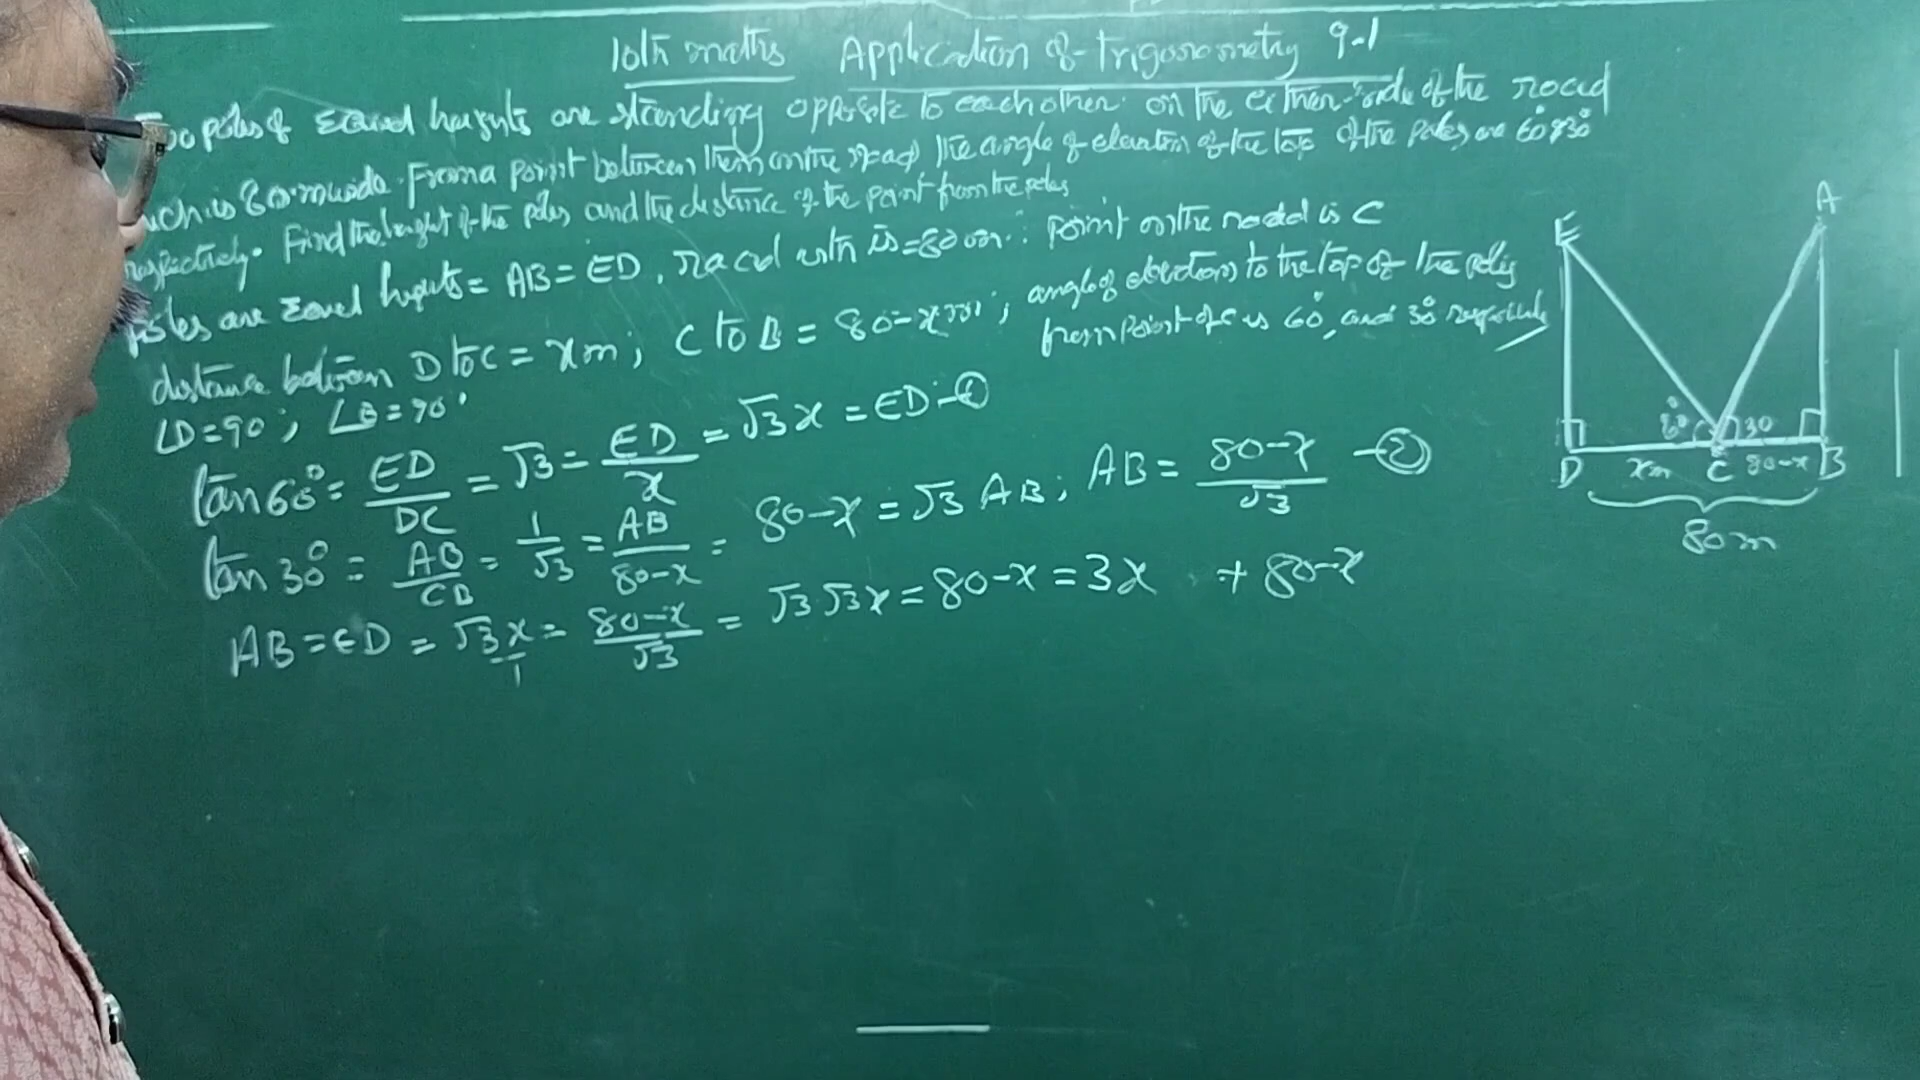 10th maths Application of trigonometry 9-1
poles of Equal heights are standing opposite to each other on the either side of the road
is 80m wide. From a point between them on the road the angle of elevation of the top of the poles are 60° & 30°
respectively. Find the height of the poles and the distance of the point from the poles
poles are Equal heights = AB = ED, road width is = 80m ∴ point on the road is C
distance between D to C = x m ; C to B = 80-x m ; angle of elevations to the top of the poles
from point of C is 60°, and 30° respectively
∠D = 90° ; ∠B = 90°
tan 60° = ED/DC = √3 = ED/x = √3 x = ED -①
tan 30° = AB/CB = 1/√3 = AB/80-x = 80-x = √3 AB ; AB = 80-x/√3 -②
AB = ED = √3 x/1 = 80-x/√3 = √3 √3 x = 80-x = 3x + 80-x
E A
60° 30
D x m C 80-x B
80 m